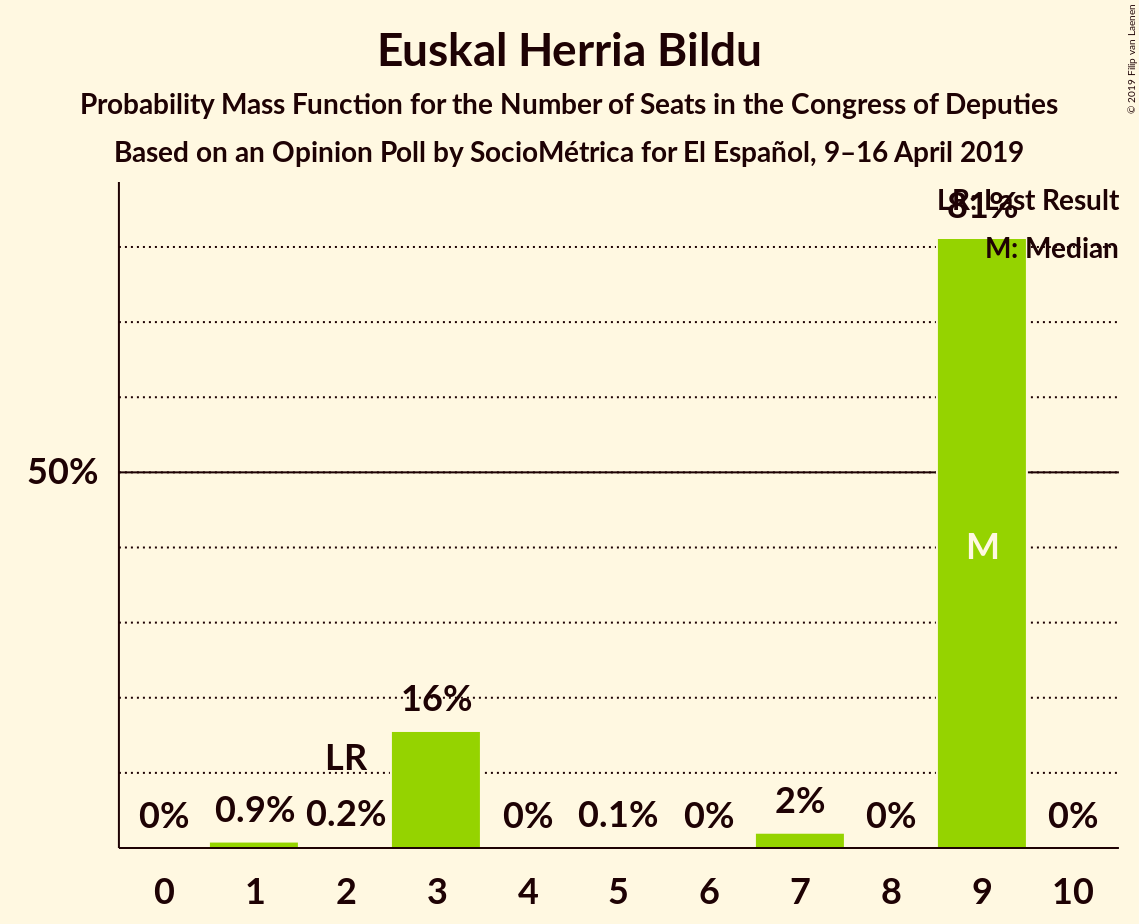 © 2019 Filip van Laenen
Euskal Herria Bildu
Probability Mass Function for the Number of Seats in the Congress of Deputies
Based on an Opinion Poll by SocioMétrica for El Español, 9–16 April 2019
LR: Last Result
M: Median
81%
50%
M
16%
LR
0% 0.9% 0.2% 0% 0.1% 0% 2% 0% 0%
0 1 2 3 4 5 6 7 8 9 10